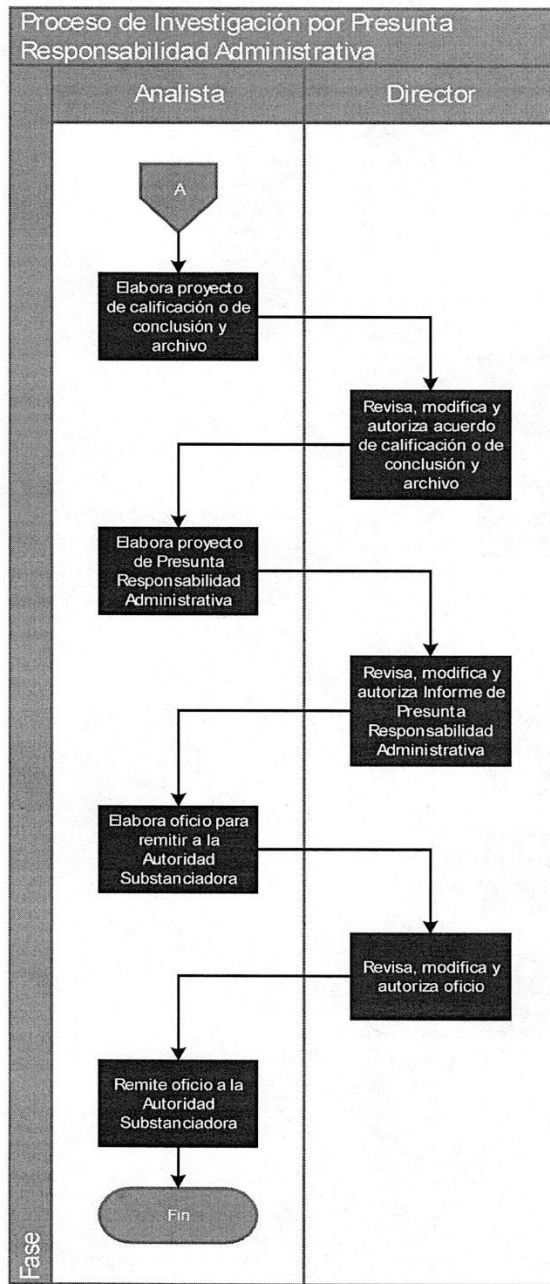 Proceso de Investigación por Presunta
Responsabilidad Administrativa
Analista
Director
A
Elabora proyecto
de calificación o de
conclusión y
archivo
Revisa, modifica y
autoriza acuerdo
de calificación o de
conclusión y
archivo
Elabora proyecto
de Presunta
Responsabilidad
Administrativa
Revisa, modifica y
autoriza Informe de
Presunta
Responsabilidad
Administrativa
Elabora oficio para
remitir a la
Autoridad
Substanciadora
Revisa, modifica y
autoriza oficio
Remite oficio a la
Autoridad
Substanciadora
Fin
Fase